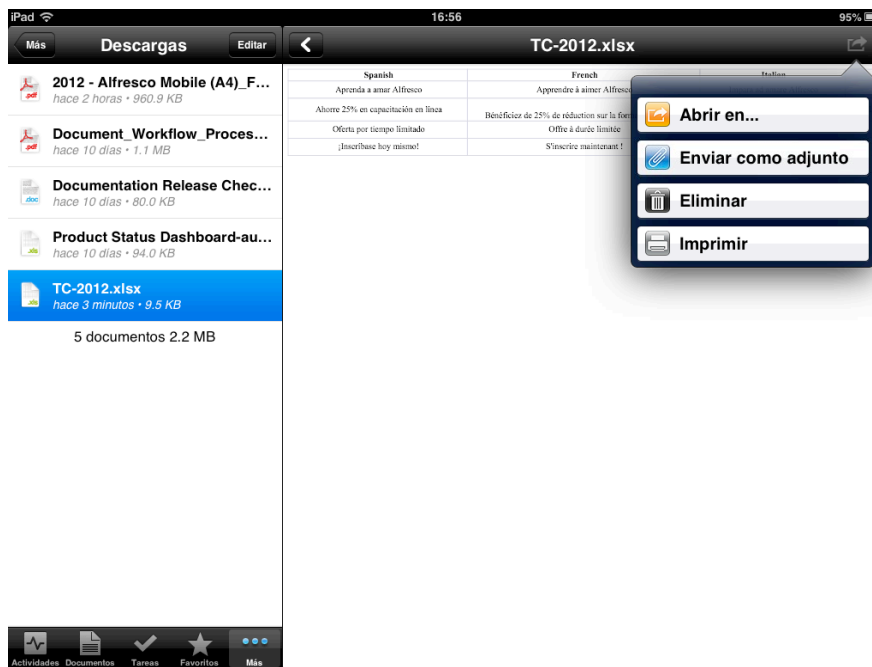 iPad
16:56
95%
Más
Descargas
Editar
TC-2012.xlsx
2012 - Alfresco Mobile (A4)_F...
hace 2 horas • 960.9 KB
Document_Workflow_Proces...
hace 10 días • 1.1 MB
Documentation Release Chec...
hace 10 días • 80.0 KB
Product Status Dashboard-au...
hace 10 días • 94.0 KB
TC-2012.xlsx
hace 3 minutos • 9.5 KB
5 documentos 2.2 MB
Spanish French Italian
Aprenda a amar Alfresco Apprendre à aimer Alfresco
Ahorre 25% en capacitación en línea Bénéficiez de 25% de réduction sur la
Oferta por tiempo limitado Offre à durée limitée
¡Inscríbase hoy mismo! S'inscrire maintenant !
Abrir en...
Enviar como adjunto
Eliminar
Imprimir
Actividades Documentos Tareas Favoritos Más